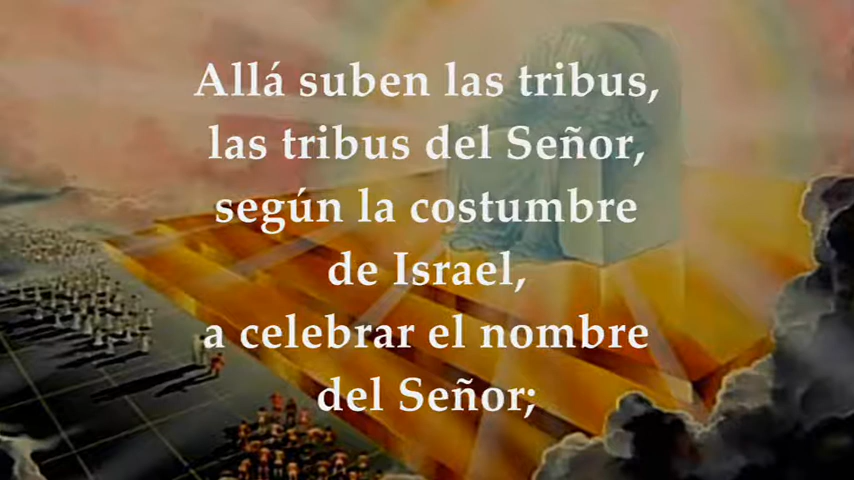 Allá suben las tribus,
las tribus del Señor,
según la costumbre
de Israel,
a celebrar el nombre
del Señor;